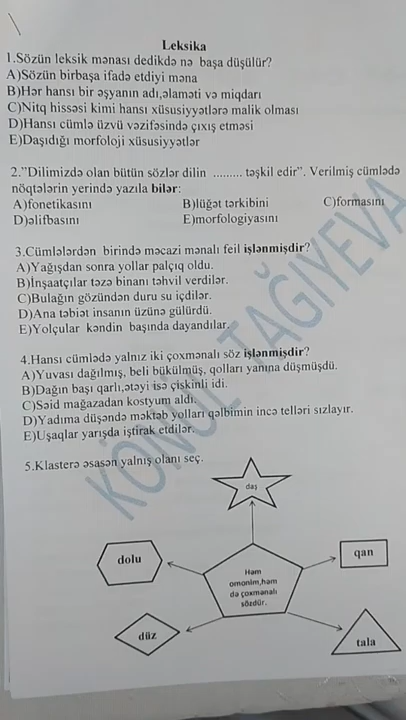 Leksika
1.Sözün leksik mənası dedikdə nə başa düşülür?
A)Sözün birbaşa ifadə etdiyi məna
B)Hər hansı bir əşyanın adı,əlaməti və miqdarı
C)Nitq hissəsi kimi hansı xüsusiyyətlərə malik olması
D)Hansı cümlə üzvü vəzifəsində çıxış etməsi
E)Daşıdığı morfoloji xüsusiyyətlər
2."Dilimizdə olan bütün sözlər dilin ......... təşkil edir". Verilmiş cümlədə
nöqtələrin yerində yazıla bilər:
A)fonetikasını B)lüğət tərkibini C)formasını
D)əlifbasını E)morfologiyasını
3.Cümlələrdən birində məcazi mənalı feil işlənmişdir?
A)Yağışdan sonra yollar palçıq oldu.
B)İnşaatçılar təzə binanı təhvil verdilər.
C)Bulağın gözündən duru su içdilər.
D)Ana təbiət insanın üzünə gülürdü.
E)Yolçular kəndin başında dayandılar.
4.Hansı cümlədə yalnız iki çoxmənalı söz işlənmişdir?
A)Yuvası dağılmış, beli bükülmüş, qolları yanına düşmüşdü.
B)Dağın başı qarlı,ətəyi isə çiskinli idi.
C)Səid mağazadan kostyum aldı.
D)Yadıma düşəndə məktəb yolları qəlbimin incə telləri sızlayır.
E)Uşaqlar yarışda iştirak etdilər.
5.Klasterə əsasən yalnış olanı seç.
daş
dolu
qan
Həm
omonim,həm
də çoxmənalı
sözdür.
düz
tala
KÖNÜL TAĞIYEVA